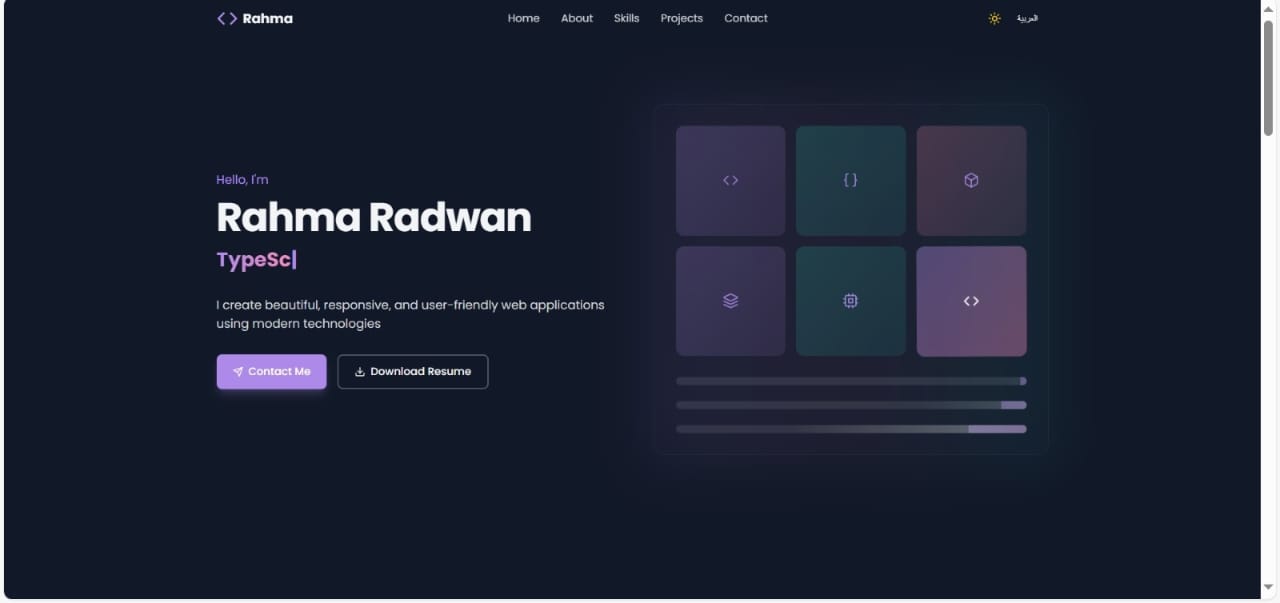 Rahma
Home About Skills Projects Contact
العربية
Hello, I'm
Rahma Radwan
TypeSc
I create beautiful, responsive, and user-friendly web applications
using modern technologies
Contact Me
Download Resume